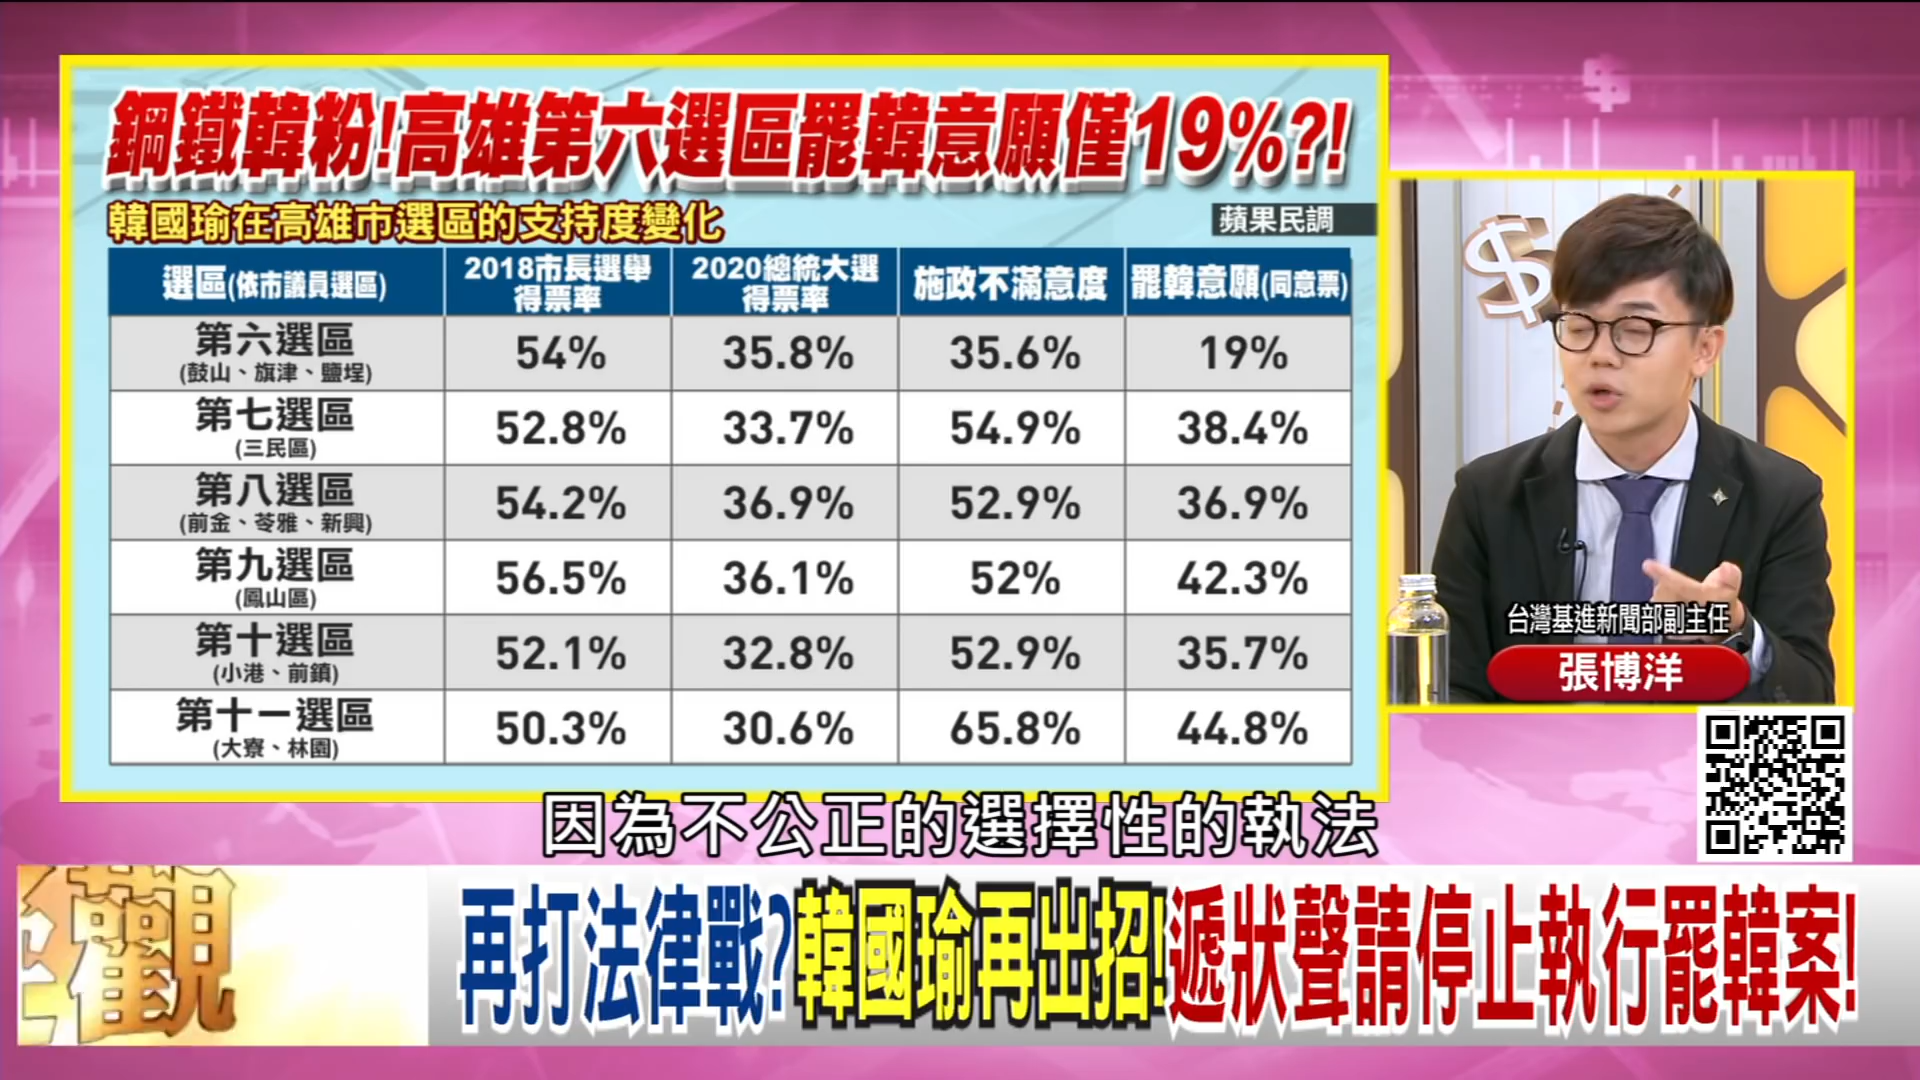 鋼鐵韓粉!高雄第六選區罷韓意願僅19%?!
韓國瑜在高雄市選區的支持度變化
蘋果民調
選區(依市議員選區) 2018市長選舉得票率 2020總統大選得票率 施政不滿意度 罷韓意願(同意票)
第六選區 (鼓山、旗津、鹽埕) 54% 35.8% 35.6% 19%
第七選區 (三民區) 52.8% 33.7% 54.9% 38.4%
第八選區 (前金、苓雅、新興) 54.2% 36.9% 52.9% 36.9%
第九選區 (鳳山區) 56.5% 36.1% 52% 42.3%
第十選區 (小港、前鎮) 52.1% 32.8% 52.9% 35.7%
第十一選區 (大寮、林園) 50.3% 30.6% 65.8% 44.8%
台灣基進新聞部副主任
張博洋
因為不公正的選擇性的執法
觀
再打法律戰?韓國瑜再出招!遞狀聲請停止執行罷韓案!